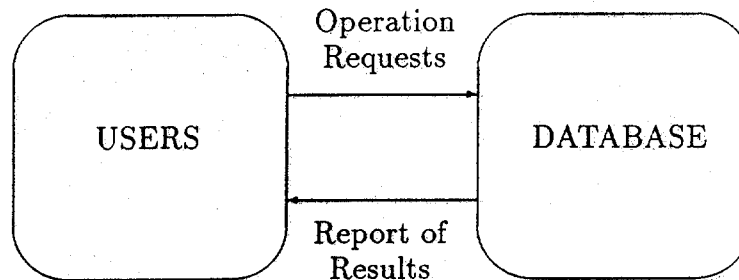 Operation
Requests
USERS
DATABASE
Report of
Results